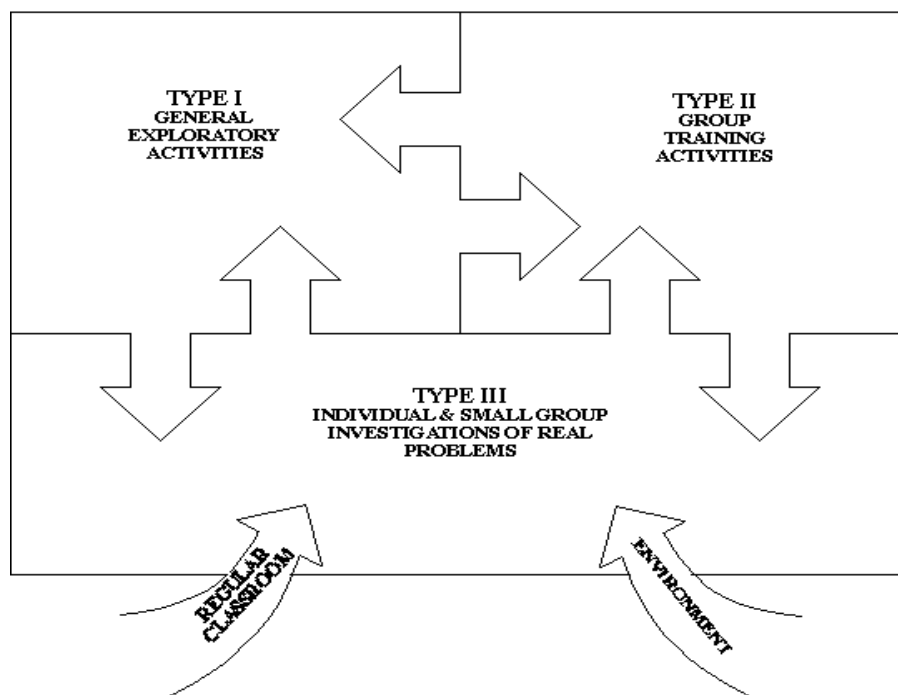 TYPE I
GENERAL
EXPLORATORY
ACTIVITIES
TYPE II
GROUP
TRAINING
ACTIVITIES
TYPE III
INDIVIDUAL & SMALL GROUP
INVESTIGATIONS OF REAL
PROBLEMS
REGULAR
CLASSROOM
ENVIRONMENT